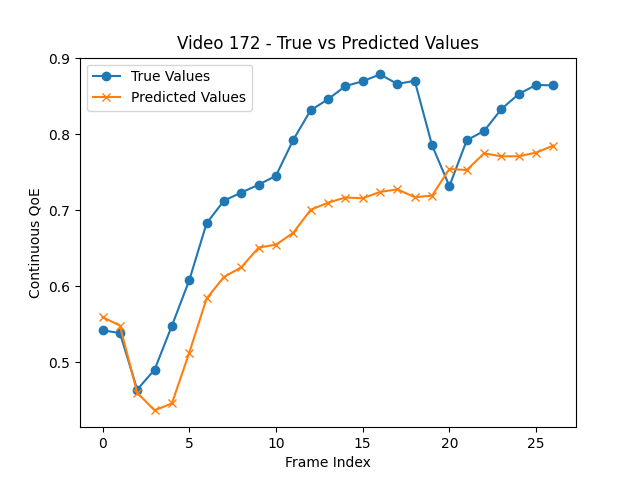 Video 172 - True vs Predicted Values
True Values
Predicted Values
0.9
0.8
0.7
0.6
0.5
Continuous QoE
0 5 10 15 20 25
Frame Index